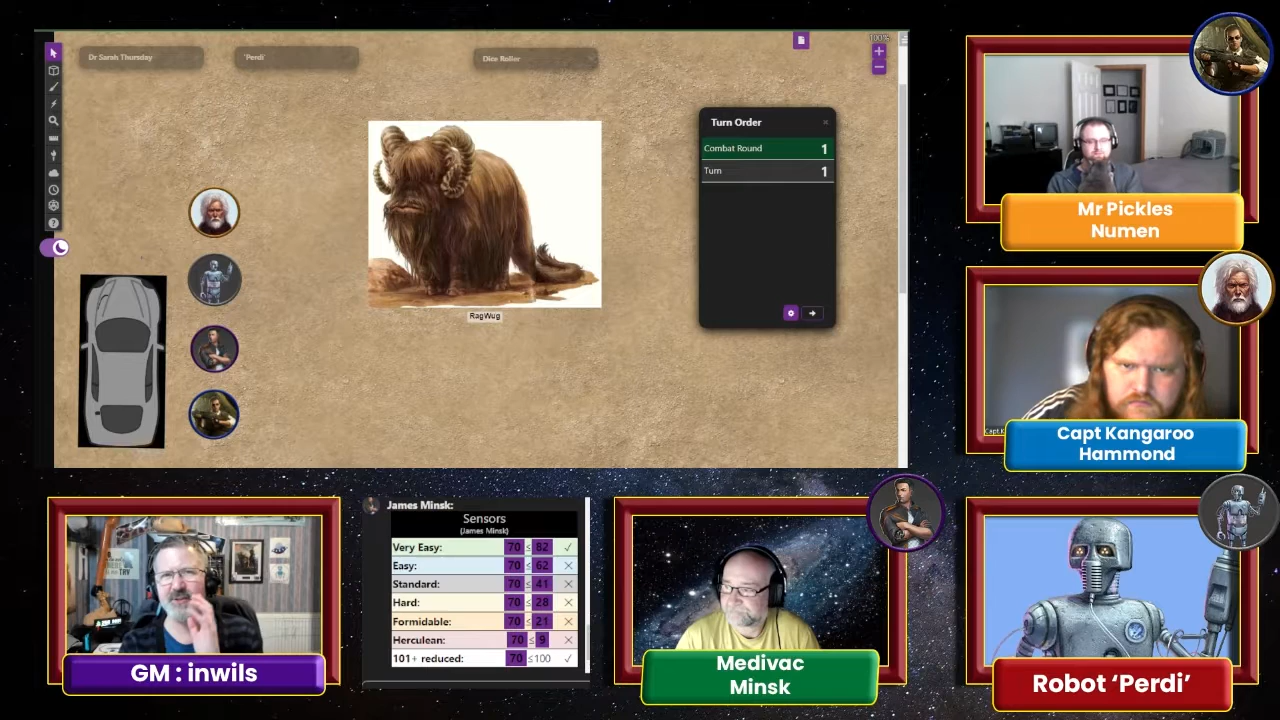 Dr Sarah Thursday
'Perdi'
Dice Roller
100%
Turn Order
Combat Round 1
Turn 1
RagWug
Mr Pickles
Numen
Capt Kangaroo
Hammond
GM : inwils
James Minsk:
Sensors
(James Minsk)
Very Easy: 70 ≤ 82 ✓
Easy: 70 ≤ 62 ×
Standard: 70 ≤ 41 ×
Hard: 70 ≤ 28 ×
Formidable: 70 ≤ 21 ×
Herculean: 70 ≤ 9 ×
101+ reduced: 70 ≤100 ✓
Medivac
Minsk
Robot ‘Perdi’